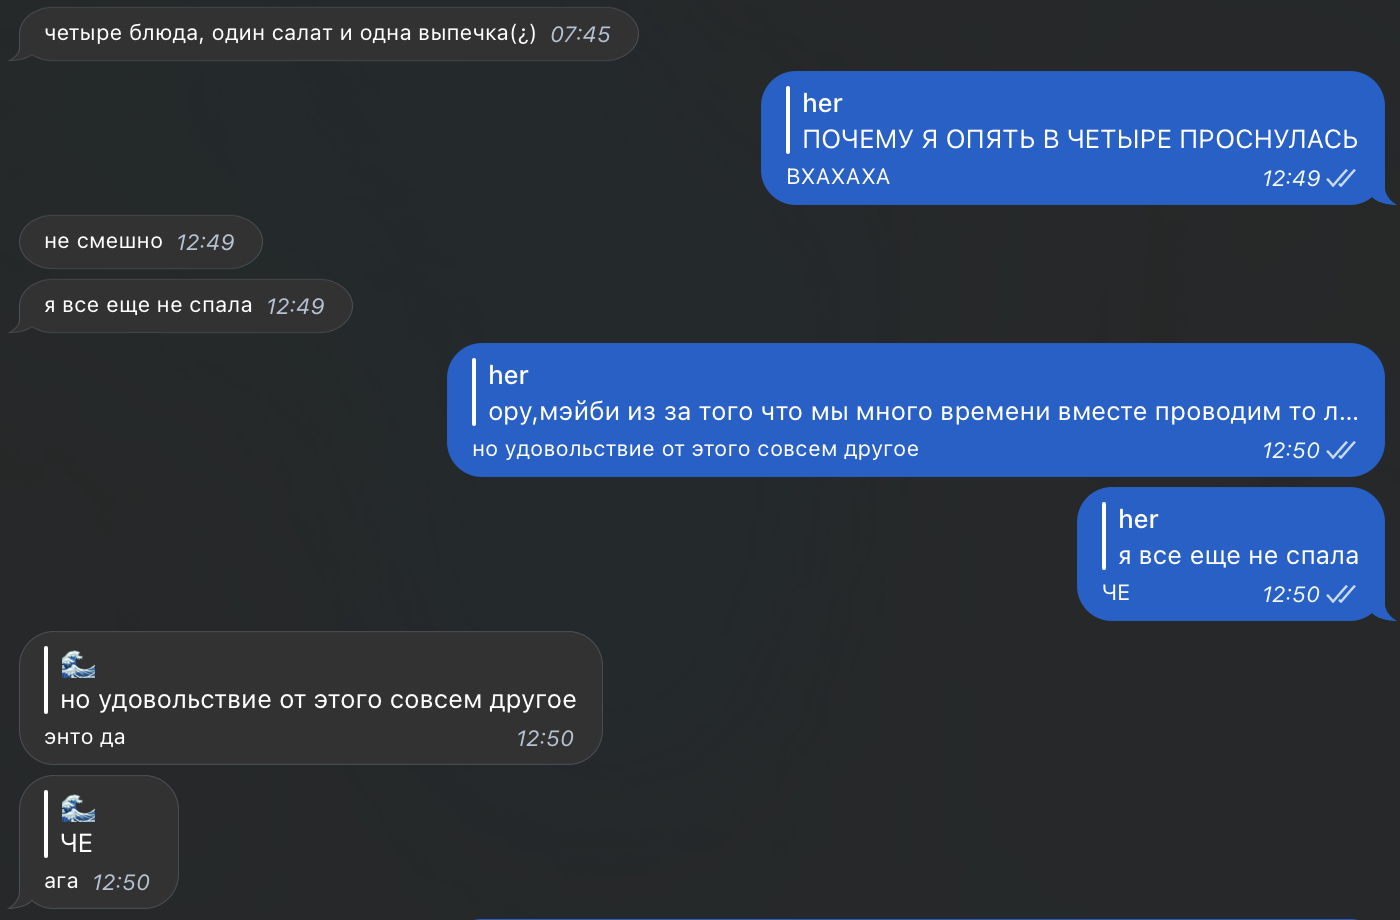 четыре блюда, один салат и одна выпечка(¿) 07:45
her
ПОЧЕМУ Я ОПЯТЬ В ЧЕТЫРЕ ПРОСНУЛАСЬ
ВХАХАХА 12:49
не смешно 12:49
я все еще не спала 12:49
her
ору,мэйби из за того что мы много времени вместе проводим то л...
но удовольствие от этого совсем другое 12:50
her
я все еще не спала
ЧЕ 12:50
🌊
но удовольствие от этого совсем другое
энто да 12:50
🌊
ЧЕ
ага 12:50